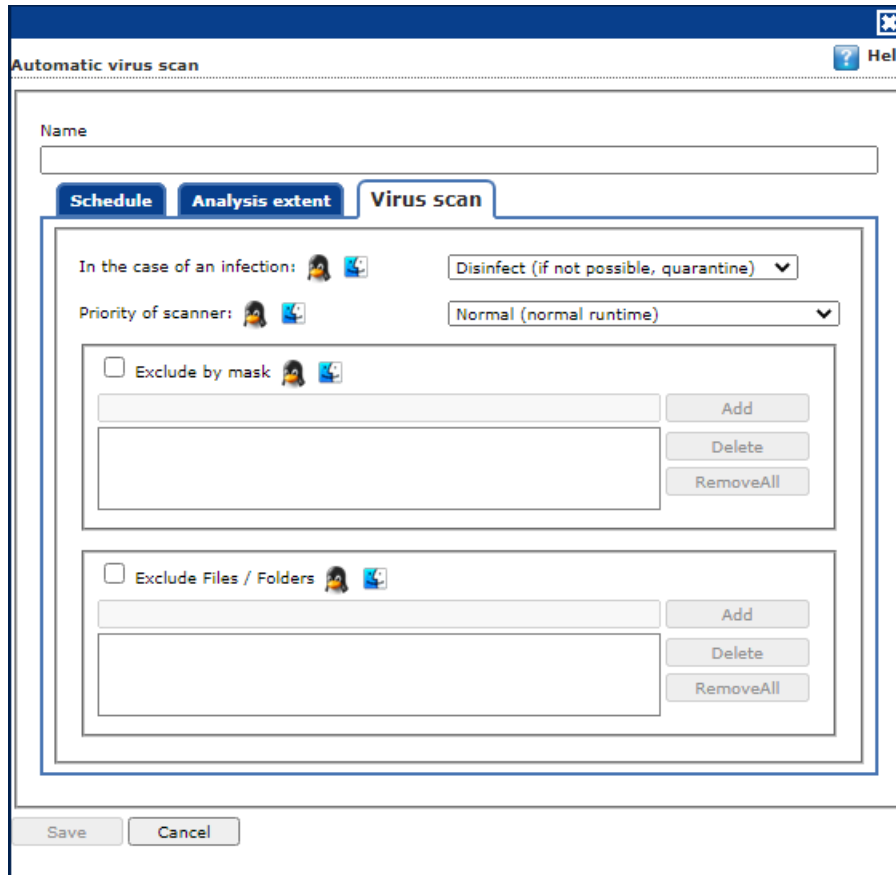 Automatic virus scan
Hel
Name
Schedule Analysis extent Virus scan
In the case of an infection: Disinfect (if not possible, quarantine)
Priority of scanner: Normal (normal runtime)
Exclude by mask
Add
Delete
RemoveAll
Exclude Files / Folders
Add
Delete
RemoveAll
Save Cancel